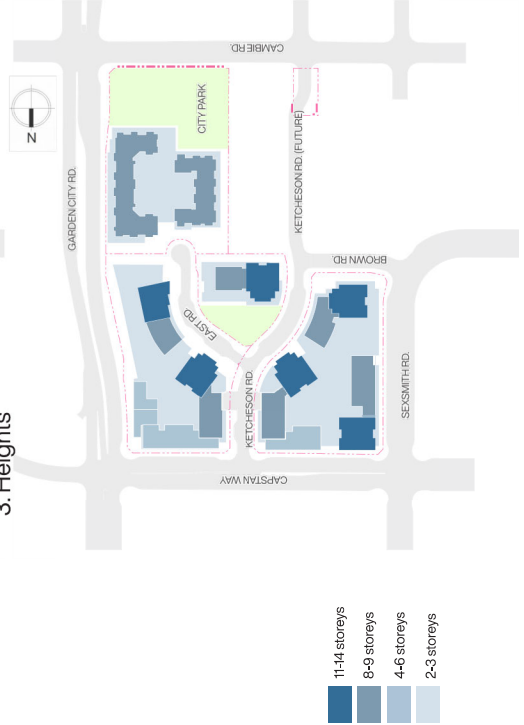 3. Heights
N
CAMBIE RD.
GARDEN CITY RD.
CITY PARK
KETCHESON RD. (FUTURE)
BROWN RD.
EAST RD
KETCHESON RD.
SEXSMITH RD.
CAPSTAN WAY
11-14 storeys
8-9 storeys
4-6 storeys
2-3 storeys